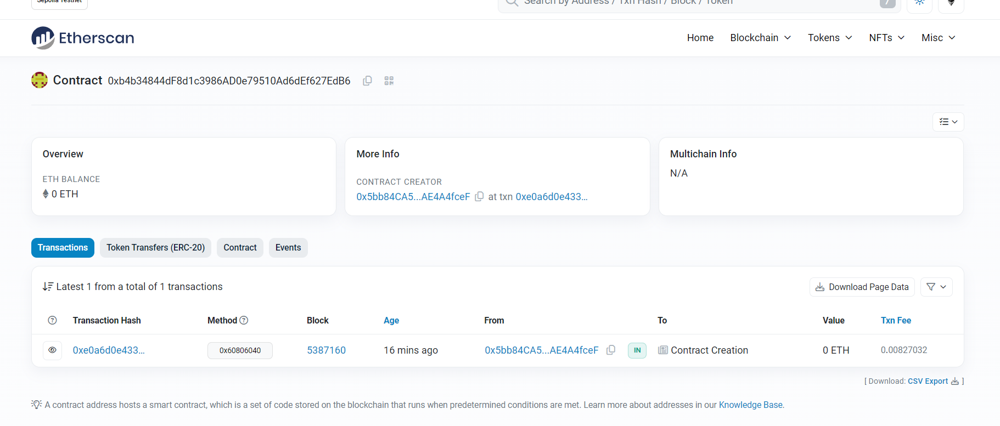 Sepolia Testnet
Search by Address / Txn Hash / Block / Token /
Etherscan
Home Blockchain Tokens NFTs Misc
Contract 0xb4b34844dF8d1c3986AD0e79510Ad6dEf627EdB6
Overview
ETH BALANCE
0 ETH
More Info
CONTRACT CREATOR
0x5bb84CA5...AE4A4fceF at txn 0xe0a6d0e433...
Multichain Info
N/A
Transactions Token Transfers (ERC-20) Contract Events
Latest 1 from a total of 1 transactions
Download Page Data
Transaction Hash Method Block Age From To Value Txn Fee
0xe0a6d0e433... 0x60806040 5387160 16 mins ago 0x5bb84CA5...AE4A4fceF IN Contract Creation 0 ETH 0.00827032
[ Download: CSV Export ]
A contract address hosts a smart contract, which is a set of code stored on the blockchain that runs when predetermined conditions are met. Learn more about addresses in our Knowledge Base.